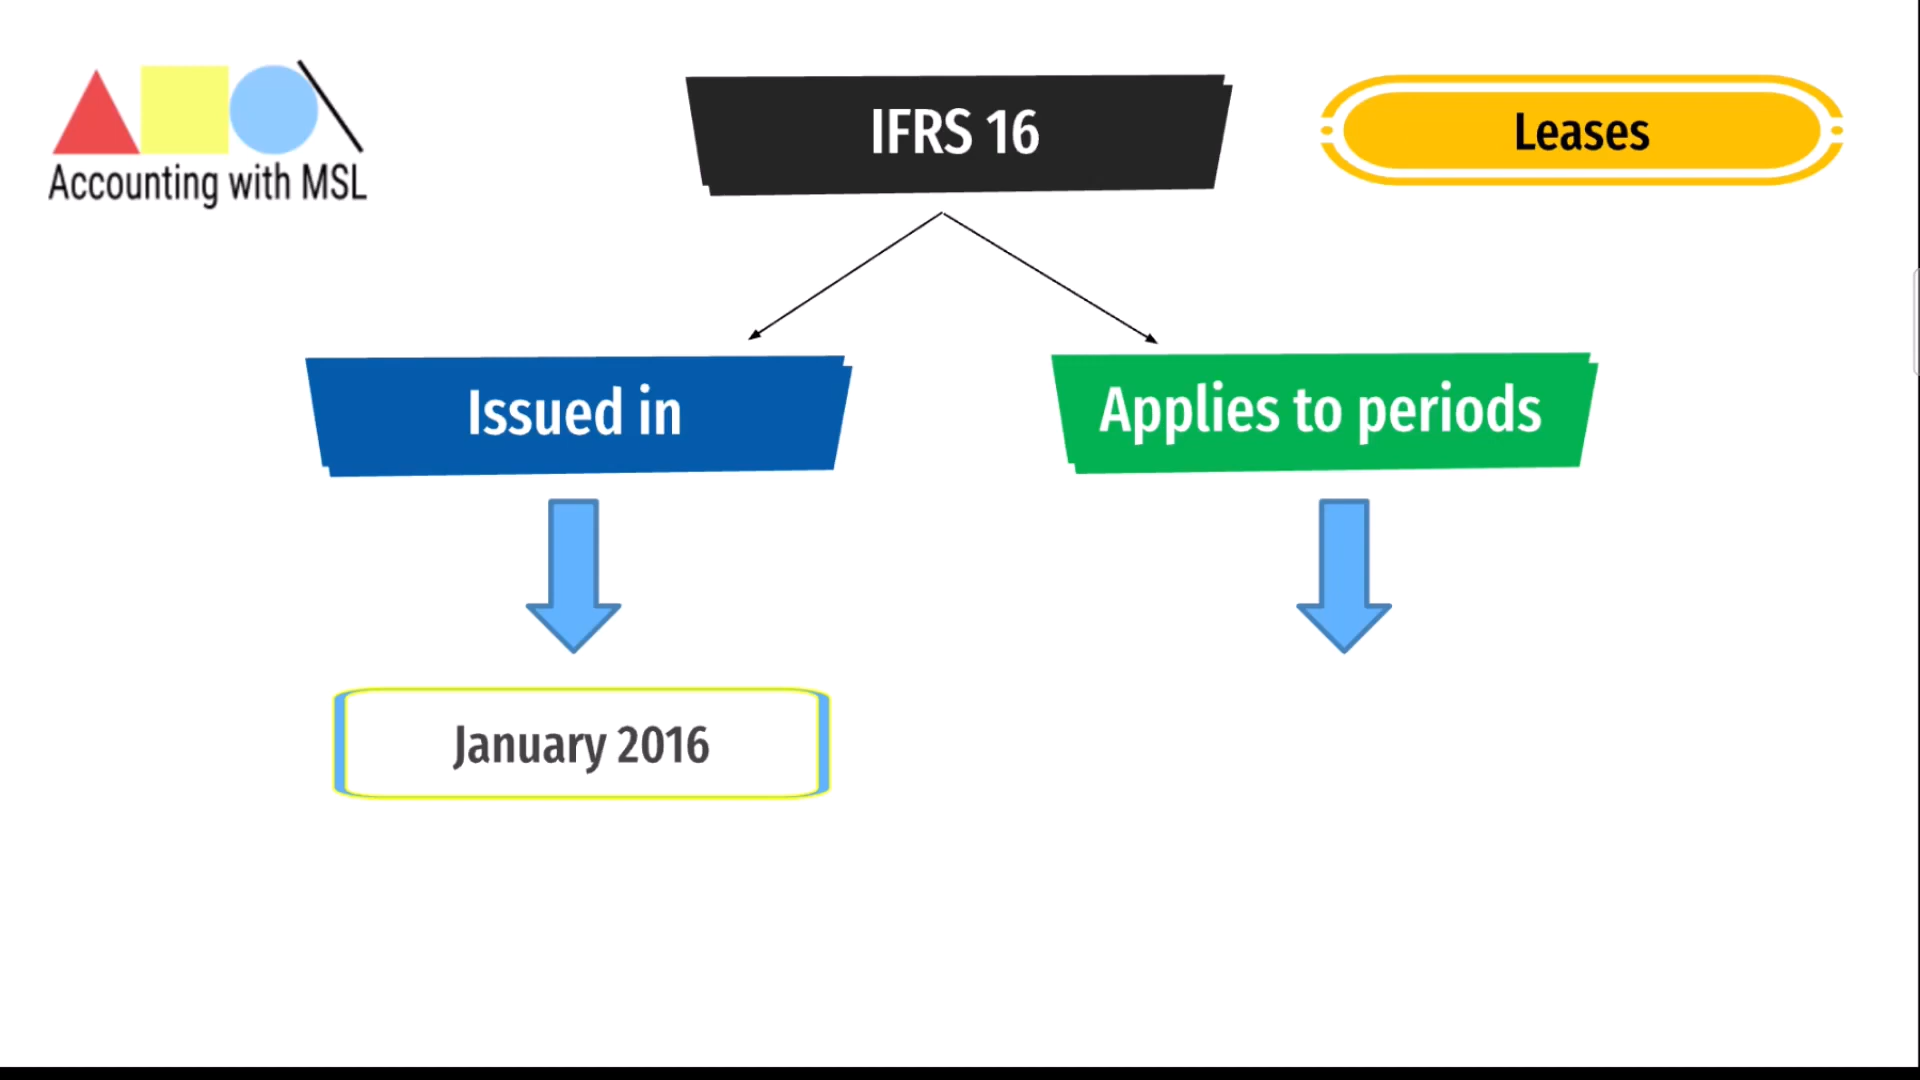 Accounting with MSL
IFRS 16
Leases
Issued in
Applies to periods
January 2016